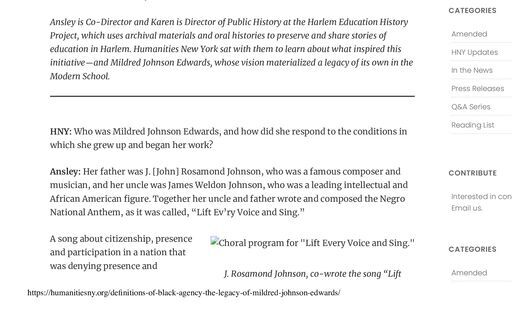 Ansley is Co-Director and Karen is Director of Public History at the Harlem Education History
Project, which uses archival materials and oral histories to preserve and share stories of
education in Harlem. Humanities New York sat with them to learn about what inspired this
initiative—and Mildred Johnson Edwards, whose vision materialized a legacy of its own in the
Modern School.
HNY: Who was Mildred Johnson Edwards, and how did she respond to the conditions in
which she grew up and began her work?
Ansley: Her father was J. [John] Rosamond Johnson, who was a famous composer and
musician, and her uncle was James Weldon Johnson, who was a leading intellectual and
African American figure. Together her uncle and father wrote and composed the Negro
National Anthem, as it was called, “Lift Ev’ry Voice and Sing.”
A song about citizenship, presence
and participation in a nation that
was denying presence and
Choral program for "Lift Every Voice and Sing."
J. Rosamond Johnson, co-wrote the song “Lift
CATEGORIES
Amended
HNY Updates
In the News
Press Releases
Q&A Series
Reading List
CONTRIBUTE
Interested in con
Email us.
CATEGORIES
Amended
https://humanitiesny.org/definitions-of-black-agency-the-legacy-of-mildred-johnson-edwards/